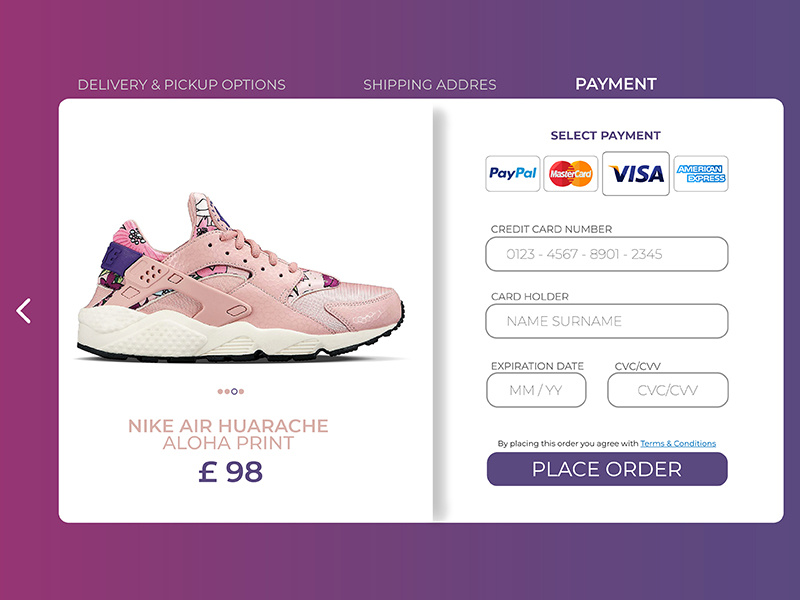 DELIVERY & PICKUP OPTIONS
SHIPPING ADDRES
PAYMENT
SELECT PAYMENT
PayPal
MasterCard
VISA
AMERICAN
EXPRESS
CREDIT CARD NUMBER
0123 - 4567 - 8901 - 2345
CARD HOLDER
NAME SURNAME
EXPIRATION DATE
CVC/CVV
MM / YY
CVC/CVV
By placing this order you agree with Terms & Conditions
PLACE ORDER
NIKE AIR HUARACHE
ALOHA PRINT
£ 98